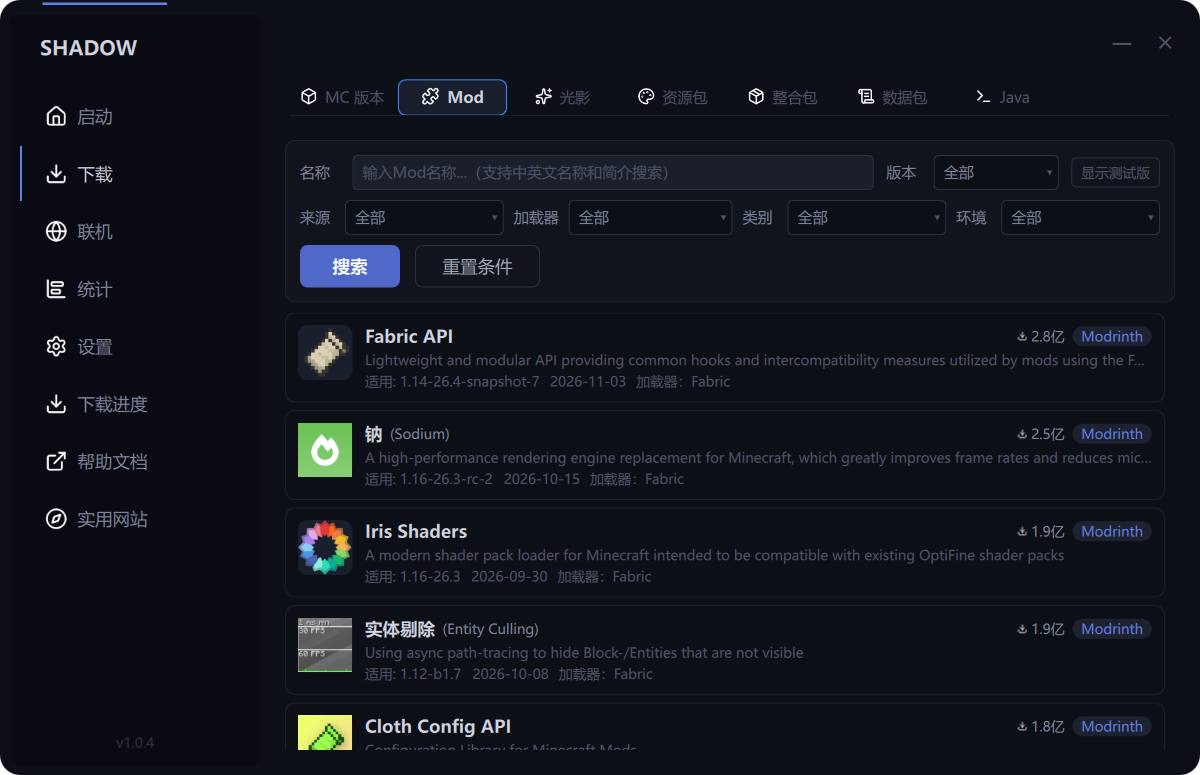 SHADOW
启动
下载
联机
统计
设置
下载进度
帮助文档
实用网站
v1.0.4
MC 版本 Mod 光影 资源包 整合包 数据包 Java
名称 输入Mod名称...（支持中英文名称和简介搜索） 版本 全部 显示测试版
来源 全部 加载器 全部 类别 全部 环境 全部
搜索 重置条件
Fabric API 2.8亿 Modrinth
Lightweight and modular API providing common hooks and intercompatibility measures utilized by mods using the F...
适用: 1.14-26.4-snapshot-7 2026-11-03 加载器：Fabric
钠 (Sodium) 2.5亿 Modrinth
A high-performance rendering engine replacement for Minecraft, which greatly improves frame rates and reduces mic...
适用: 1.16-26.3-rc-2 2026-10-15 加载器：Fabric
Iris Shaders 1.9亿 Modrinth
A modern shader pack loader for Minecraft intended to be compatible with existing OptiFine shader packs
适用: 1.16-26.3 2026-09-30 加载器：Fabric
30 FPS
60 FPS
实体剔除 (Entity Culling) 1.9亿 Modrinth
Using async path-tracing to hide Block-/Entities that are not visible
适用: 1.12-b1.7 2026-10-08 加载器：Fabric
Cloth Config API 1.8亿 Modrinth
Configuration Library for Minecraft Mods